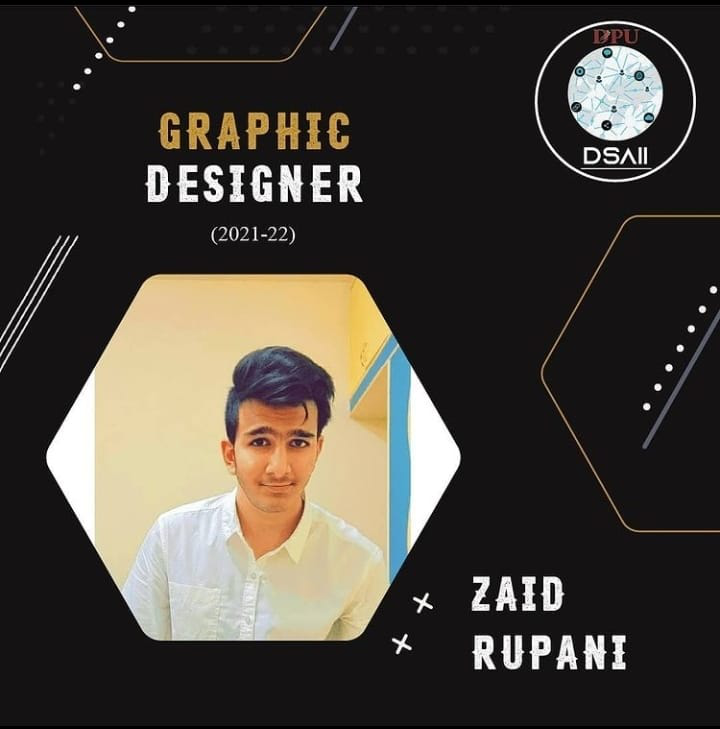 DPU
DSAII
GRAPHIC
DESIGNER
(2021-22)
ZAID
RUPANI